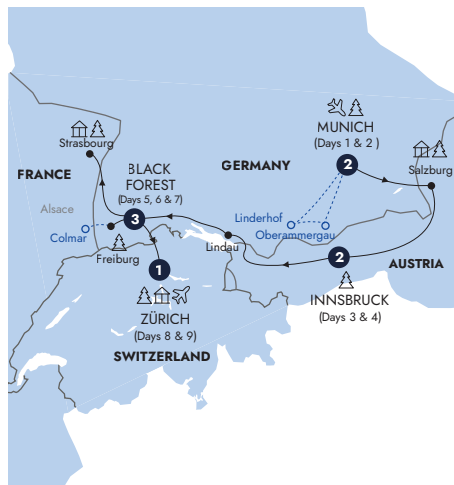 Strasbourg
FRANCE
BLACK
FOREST
(Days 5, 6 & 7)
GERMANY
MUNICH
(Days 1 & 2 )
2
Salzburg
Alsace
Colmar
3
Freiburg
Linderhof
Oberammergau
Lindau
2
AUSTRIA
INNSBRUCK
(Days 3 & 4)
1
ZÜRICH
(Days 8 & 9)
SWITZERLAND